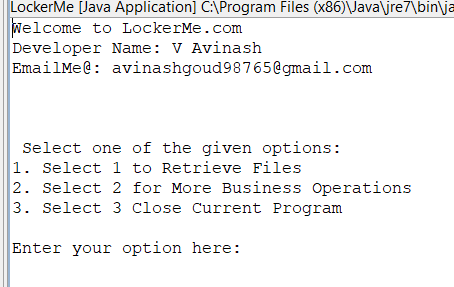 LockerMe [Java Application] C:\Program Files (x86)\Java\jre7\bin\ja
Welcome to LockerMe.com
Developer Name: V Avinash
EmailMe@: avinashgoud98765@gmail.com
Select one of the given options:
1. Select 1 to Retrieve Files
2. Select 2 for More Business Operations
3. Select 3 Close Current Program
Enter your option here: